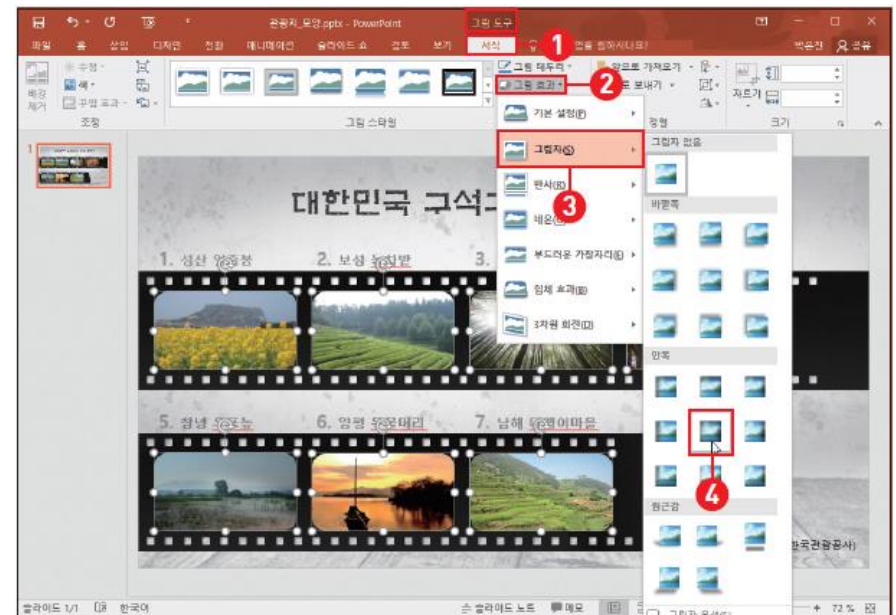 관광지_모양.pptx - PowerPoint
그림 도구
파일 홈 삽입 디자인 전환 애니메이션 슬라이드 쇼 검토 보기 서식
박은진 공유
1
수정
색
꾸밈 효과
배경
제거
조정
그림 스타일
그림 테두리
그림 효과
2
앞으로 가져오기
로 보내기
정렬
자르기
크기
기본 설정(P)
그림자(S)
3
반사(R)
네온
부드러운 가장자리(E)
입체 효과(B)
3차원 회전(D)
그림자 없음
바깥쪽
안쪽
4
원근감
1
대한민국 구석
1. 성산 일출봉
2. 보성 녹차밭
3.
5. 창녕 우포늪
6. 양평 두물머리
7. 남해 다랭이마을
한국관광공사)
슬라이드 1/1 한국어
슬라이드 노트 메모
72 %